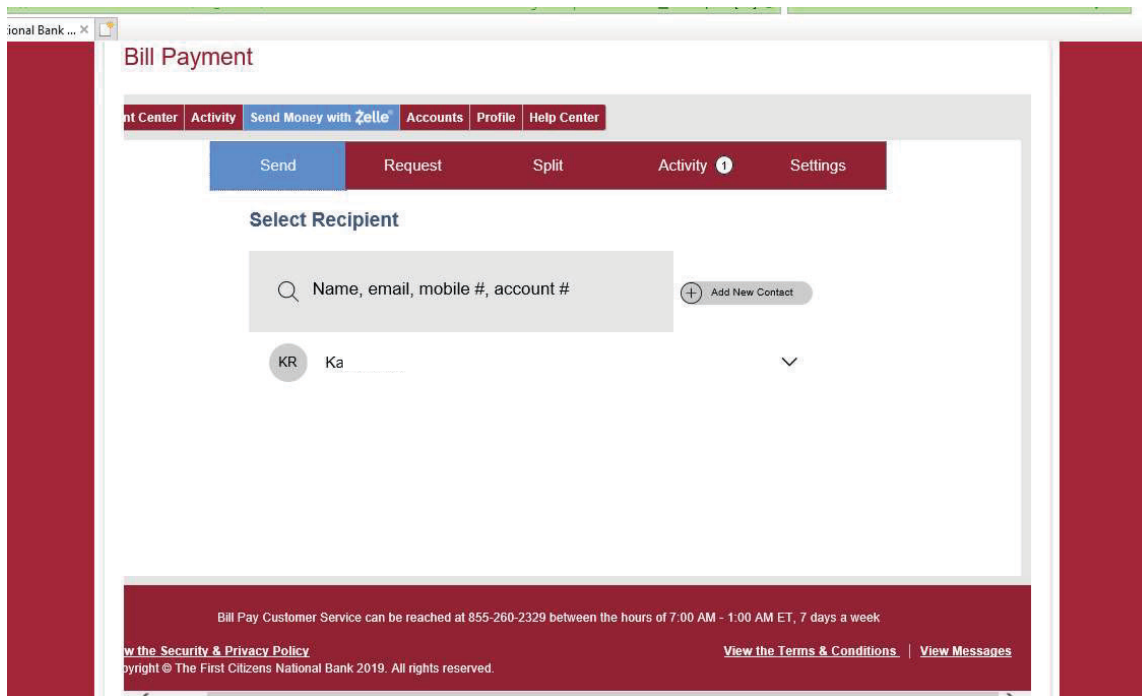 ional Bank ...
Bill Payment
nt Center Activity Send Money with Zelle® Accounts Profile Help Center
Send Request Split Activity 1 Settings
Select Recipient
Name, email, mobile #, account #
Add New Contact
KR Ka
Bill Pay Customer Service can be reached at 855-260-2329 between the hours of 7:00 AM - 1:00 AM ET, 7 days a week
w the Security & Privacy Policy View the Terms & Conditions | View Messages
pyright © The First Citizens National Bank 2019. All rights reserved.